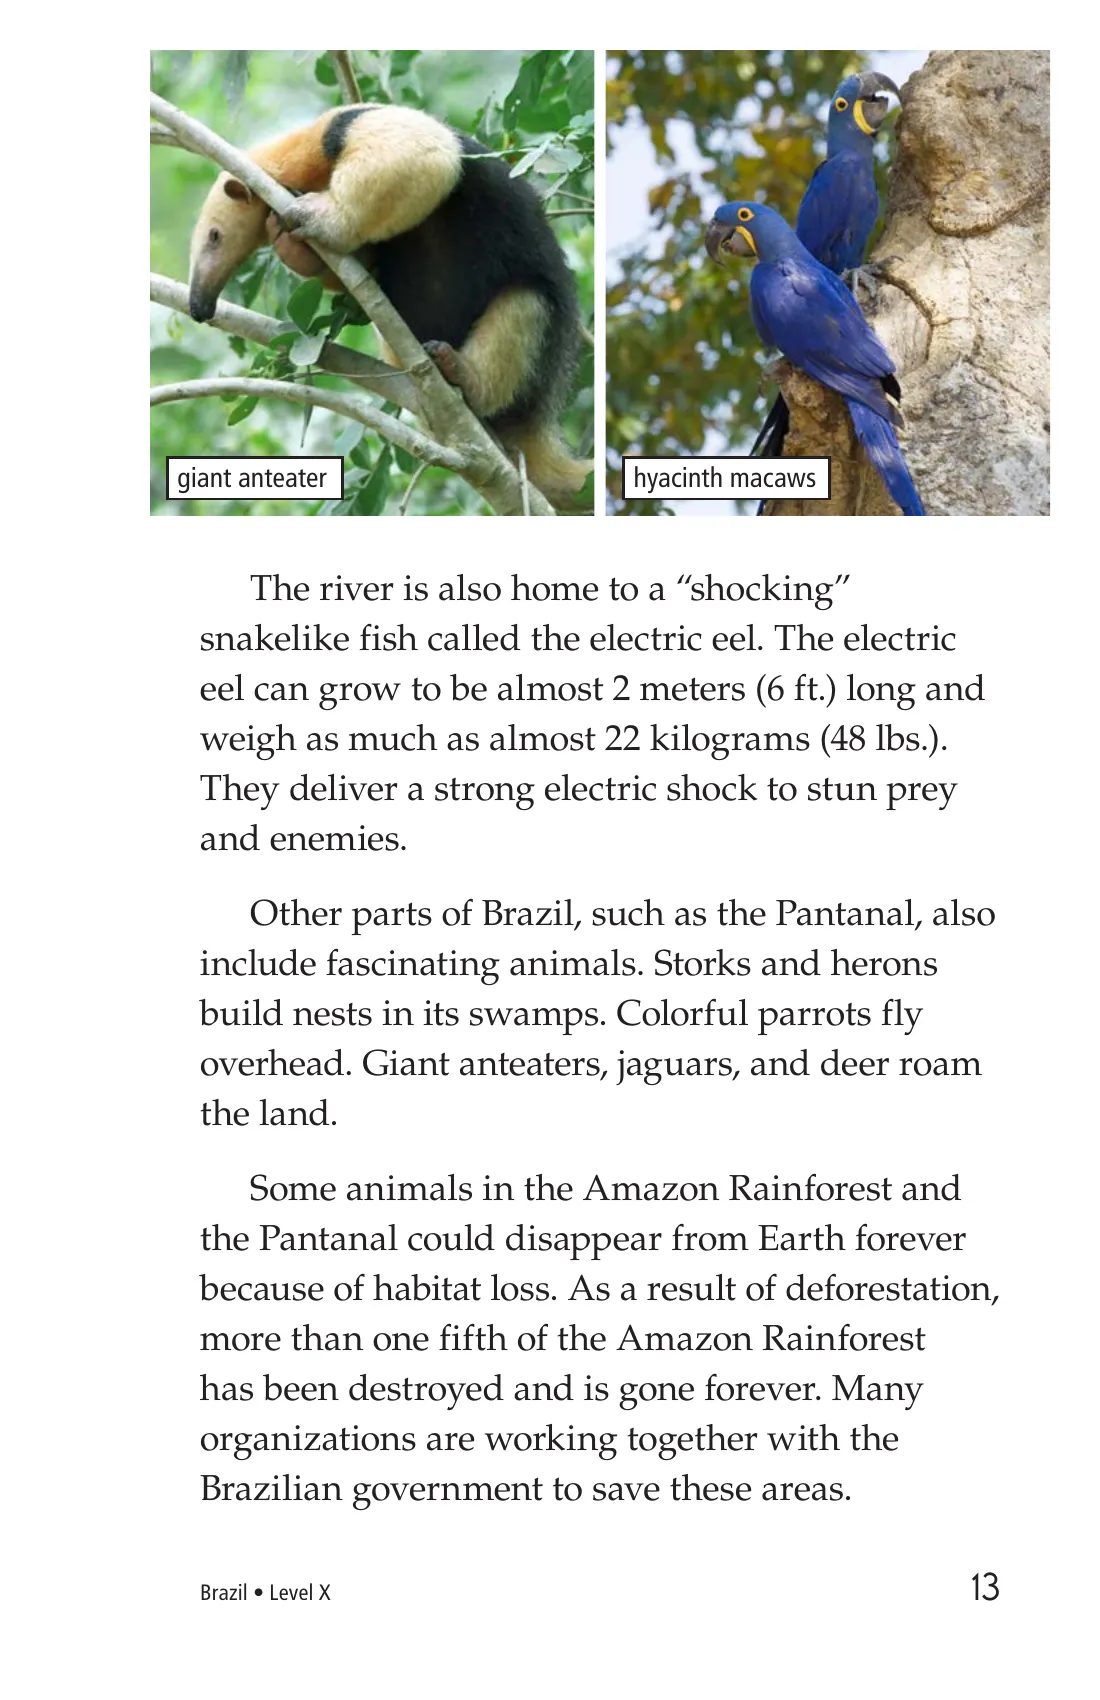 giant anteater
hyacinth macaws
The river is also home to a “shocking”
snakelike fish called the electric eel. The electric
eel can grow to be almost 2 meters (6 ft.) long and
weigh as much as almost 22 kilograms (48 lbs.).
They deliver a strong electric shock to stun prey
and enemies.
Other parts of Brazil, such as the Pantanal, also
include fascinating animals. Storks and herons
build nests in its swamps. Colorful parrots fly
overhead. Giant anteaters, jaguars, and deer roam
the land.
Some animals in the Amazon Rainforest and
the Pantanal could disappear from Earth forever
because of habitat loss. As a result of deforestation,
more than one fifth of the Amazon Rainforest
has been destroyed and is gone forever. Many
organizations are working together with the
Brazilian government to save these areas.
Brazil • Level X
13